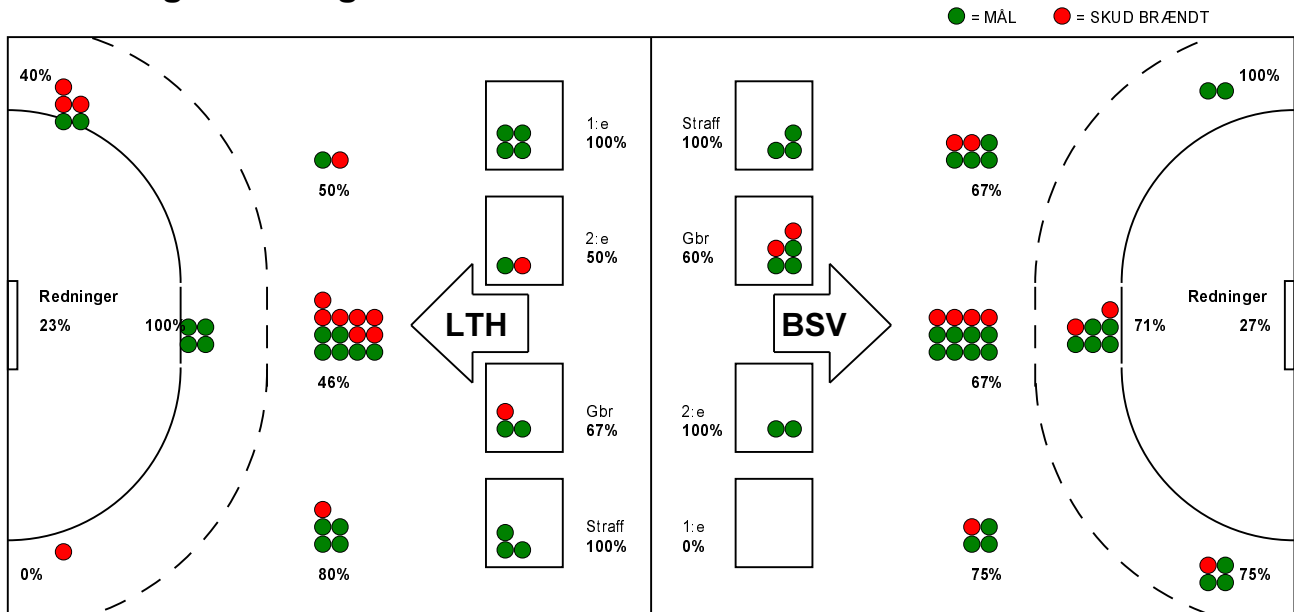 = MÅL
= SKUD BRÆNDT
40%
50%
Redninger
23%
100%
46%
80%
0%
1:e
100%
2:e
50%
LTH
Gbr
67%
Straff
100%
Straff
100%
Gbr
60%
BSV
2:e
100%
1:e
0%
100%
67%
Redninger
27%
71%
67%
75%
75%